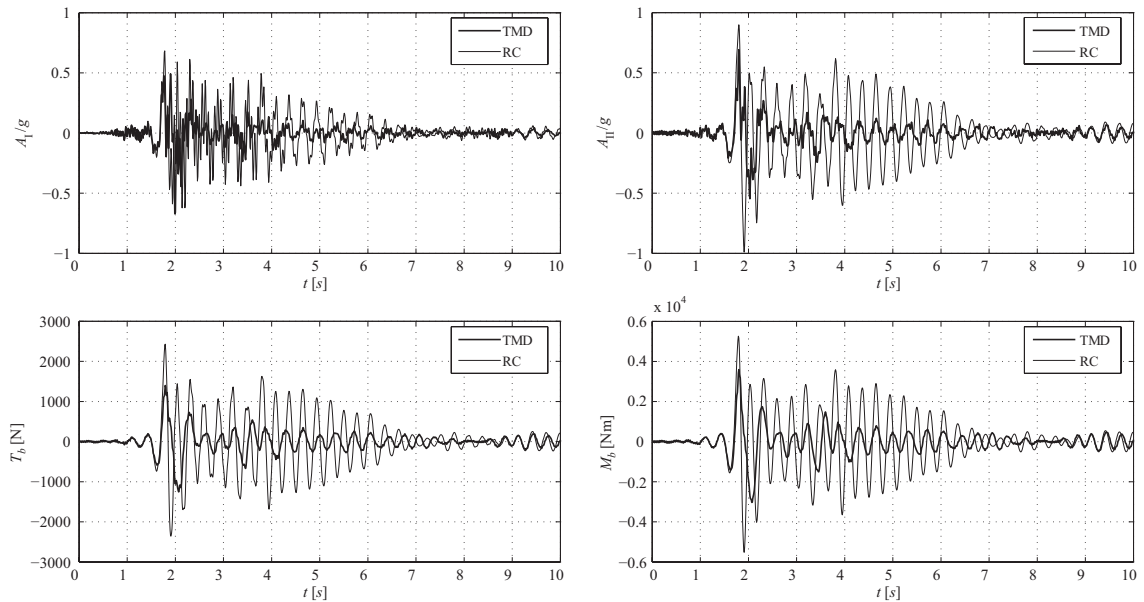 1
0.5
0
−0.5
−1
A_I/g
TMD
RC
0 1 2 3 4 5 6 7 8 9 10
t [s]
1
0.5
0
−0.5
−1
A_II/g
TMD
RC
0 1 2 3 4 5 6 7 8 9 10
t [s]
3000
2000
1000
0
−1000
−2000
−3000
T_b [N]
TMD
RC
0 1 2 3 4 5 6 7 8 9 10
t [s]
x 10^4
0.6
0.4
0.2
0
−0.2
−0.4
−0.6
M_b [Nm]
TMD
RC
0 1 2 3 4 5 6 7 8 9 10
t [s]